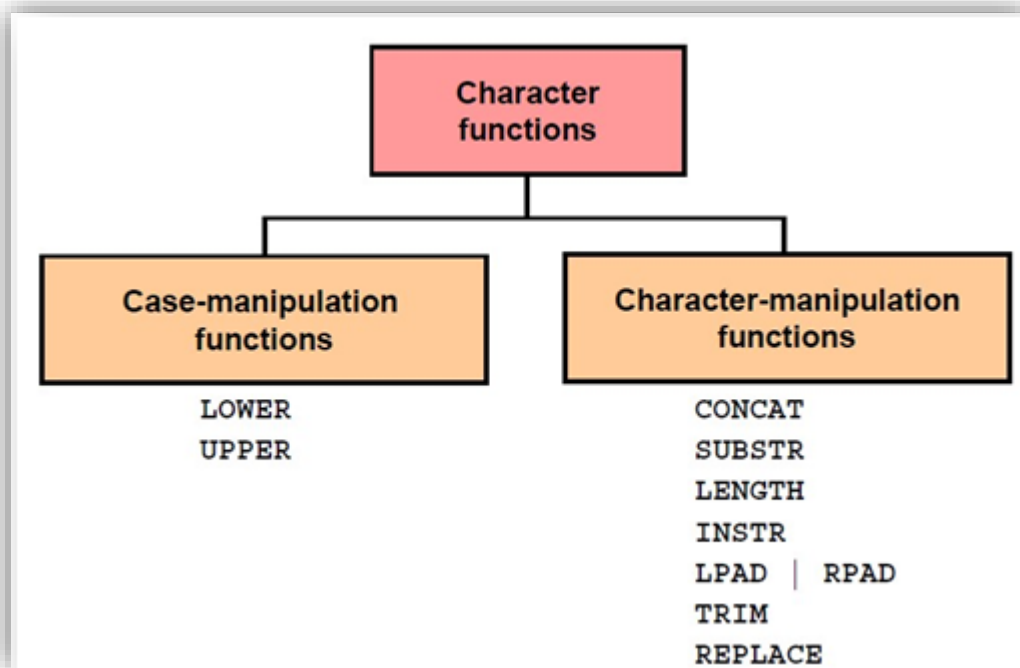 Character
functions
Case-manipulation
functions
LOWER
UPPER
Character-manipulation
functions
CONCAT
SUBSTR
LENGTH
INSTR
LPAD | RPAD
TRIM
REPLACE